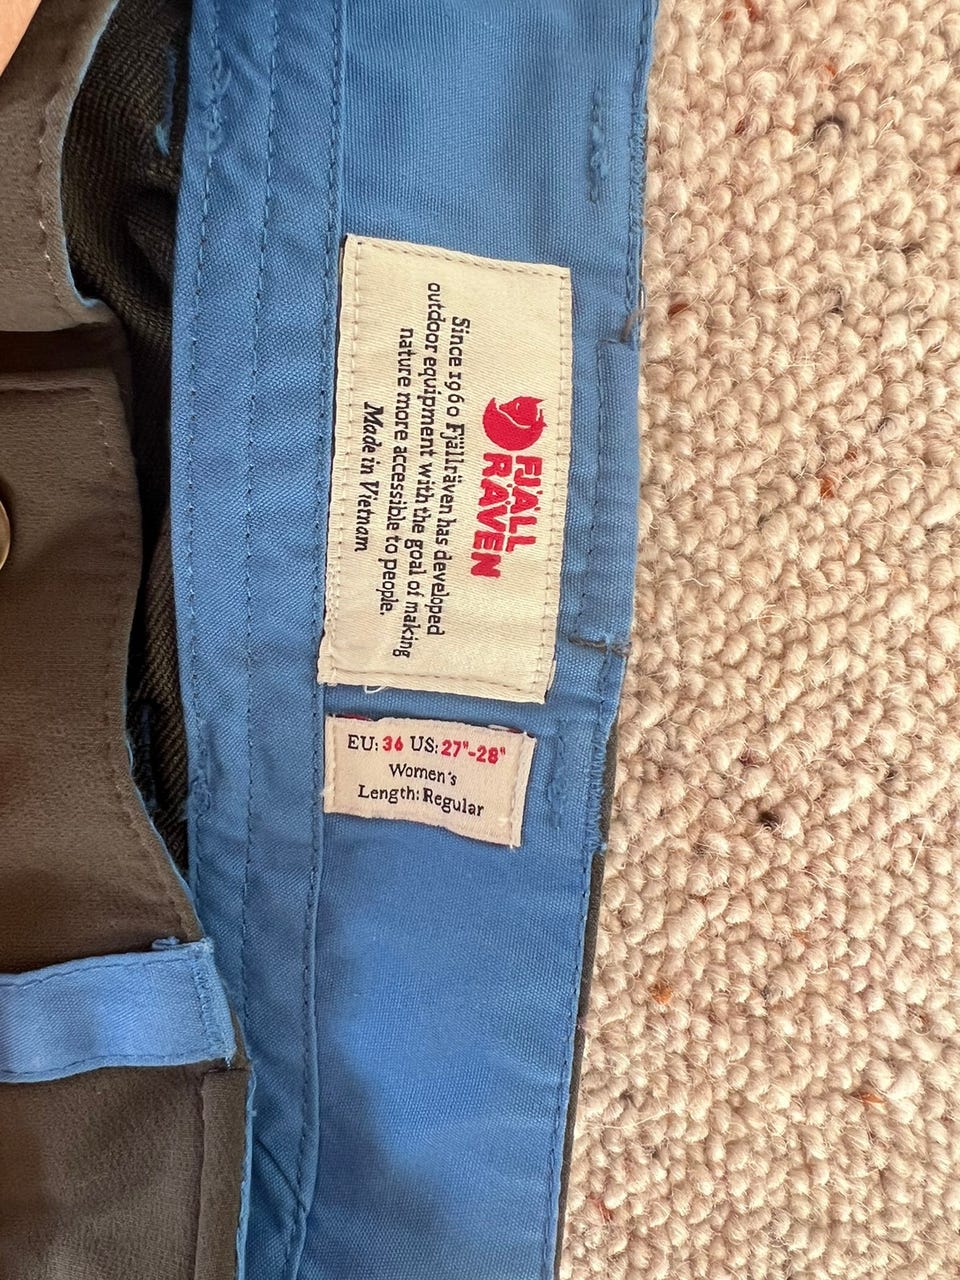 FJÄLL
RÄVEN
Since 1960 Fjällräven has developed
outdoor equipment with the goal of making
nature more accessible to people.
Made in Vietnam
EU: 36 US: 27"-28"
Women's
Length: Regular